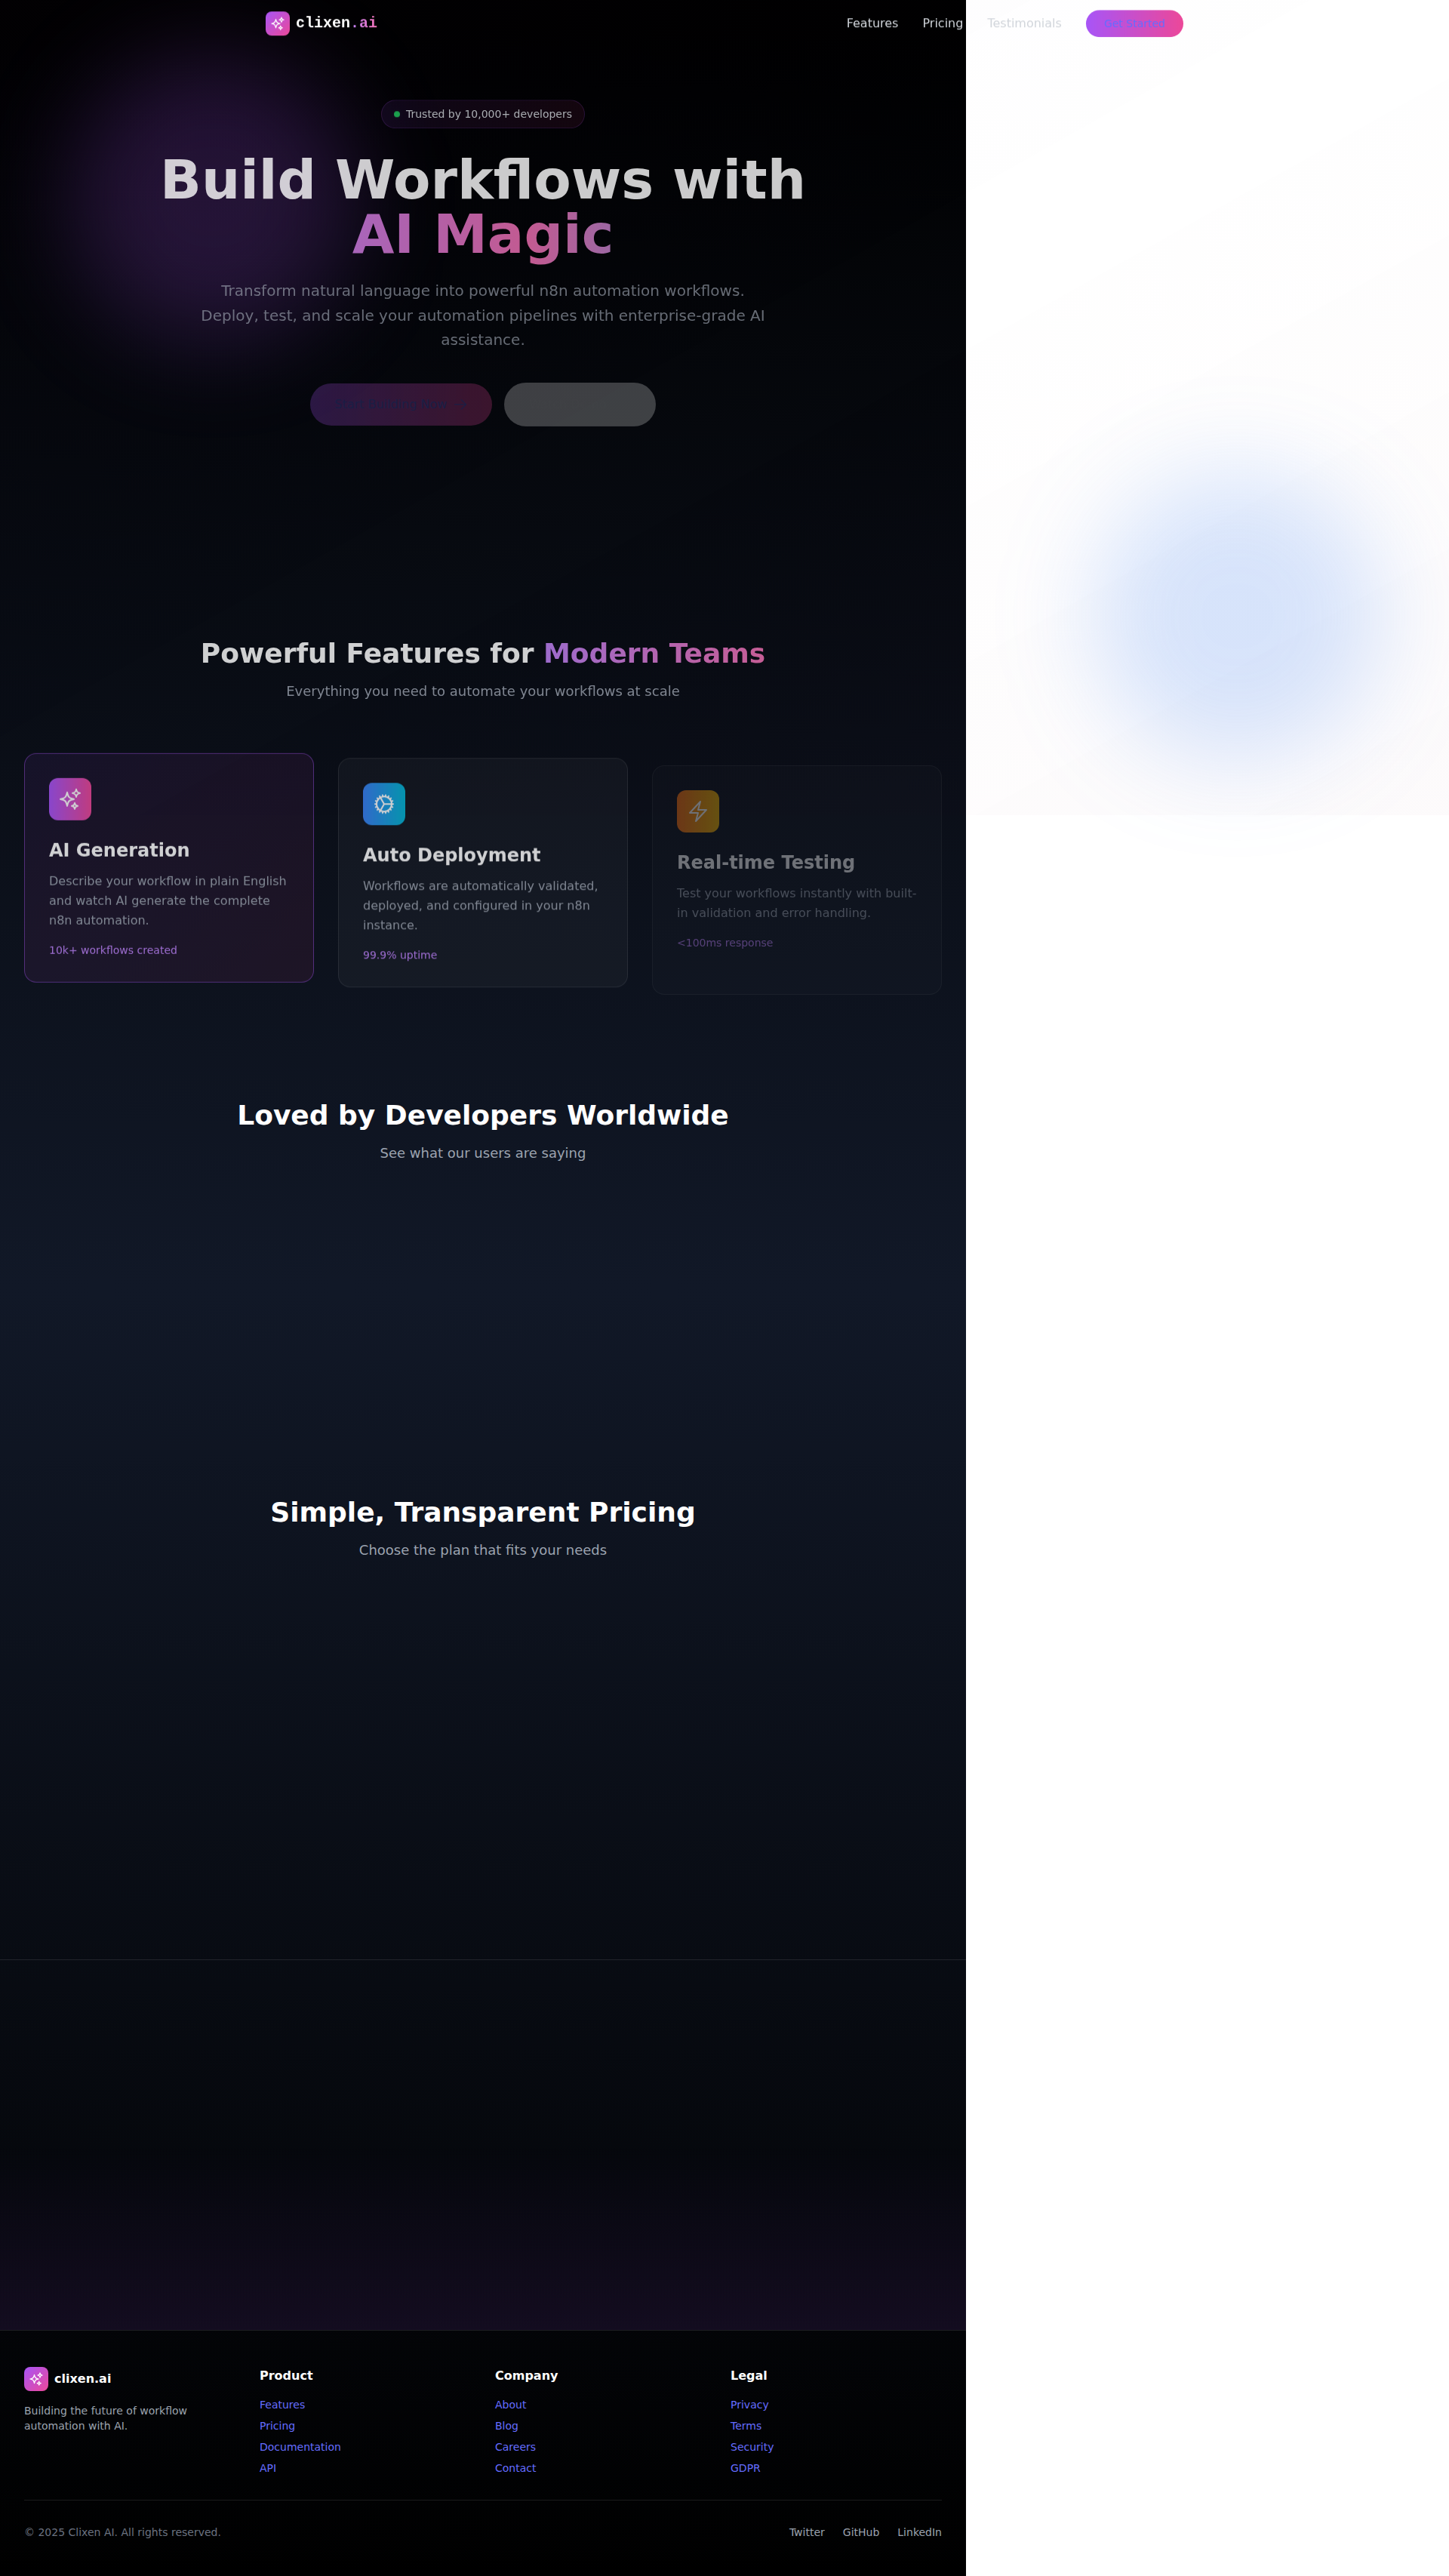 clixen.ai
Features
Pricing
Testimonials
Get Started
Trusted by 10,000+ developers
Build Workflows with
AI Magic
Transform natural language into powerful n8n automation workflows.
Deploy, test, and scale your automation pipelines with enterprise-grade AI
assistance.
Powerful Features for Modern Teams
Everything you need to automate your workflows at scale
AI Generation
Describe your workflow in plain English
and watch AI generate the complete
n8n automation.
10k+ workflows created
Auto Deployment
Workflows are automatically validated,
deployed, and configured in your n8n
instance.
99.9% uptime
Real-time Testing
Test your workflows instantly with built-
in validation and error handling.
<100ms response
Loved by Developers Worldwide
See what our users are saying
Simple, Transparent Pricing
Choose the plan that fits your needs
clixen.ai
Building the future of workflow
automation with AI.
Product
Features
Pricing
Documentation
API
Company
About
Blog
Careers
Contact
Legal
Privacy
Terms
Security
GDPR
© 2025 Clixen AI. All rights reserved.
Twitter
GitHub
LinkedIn